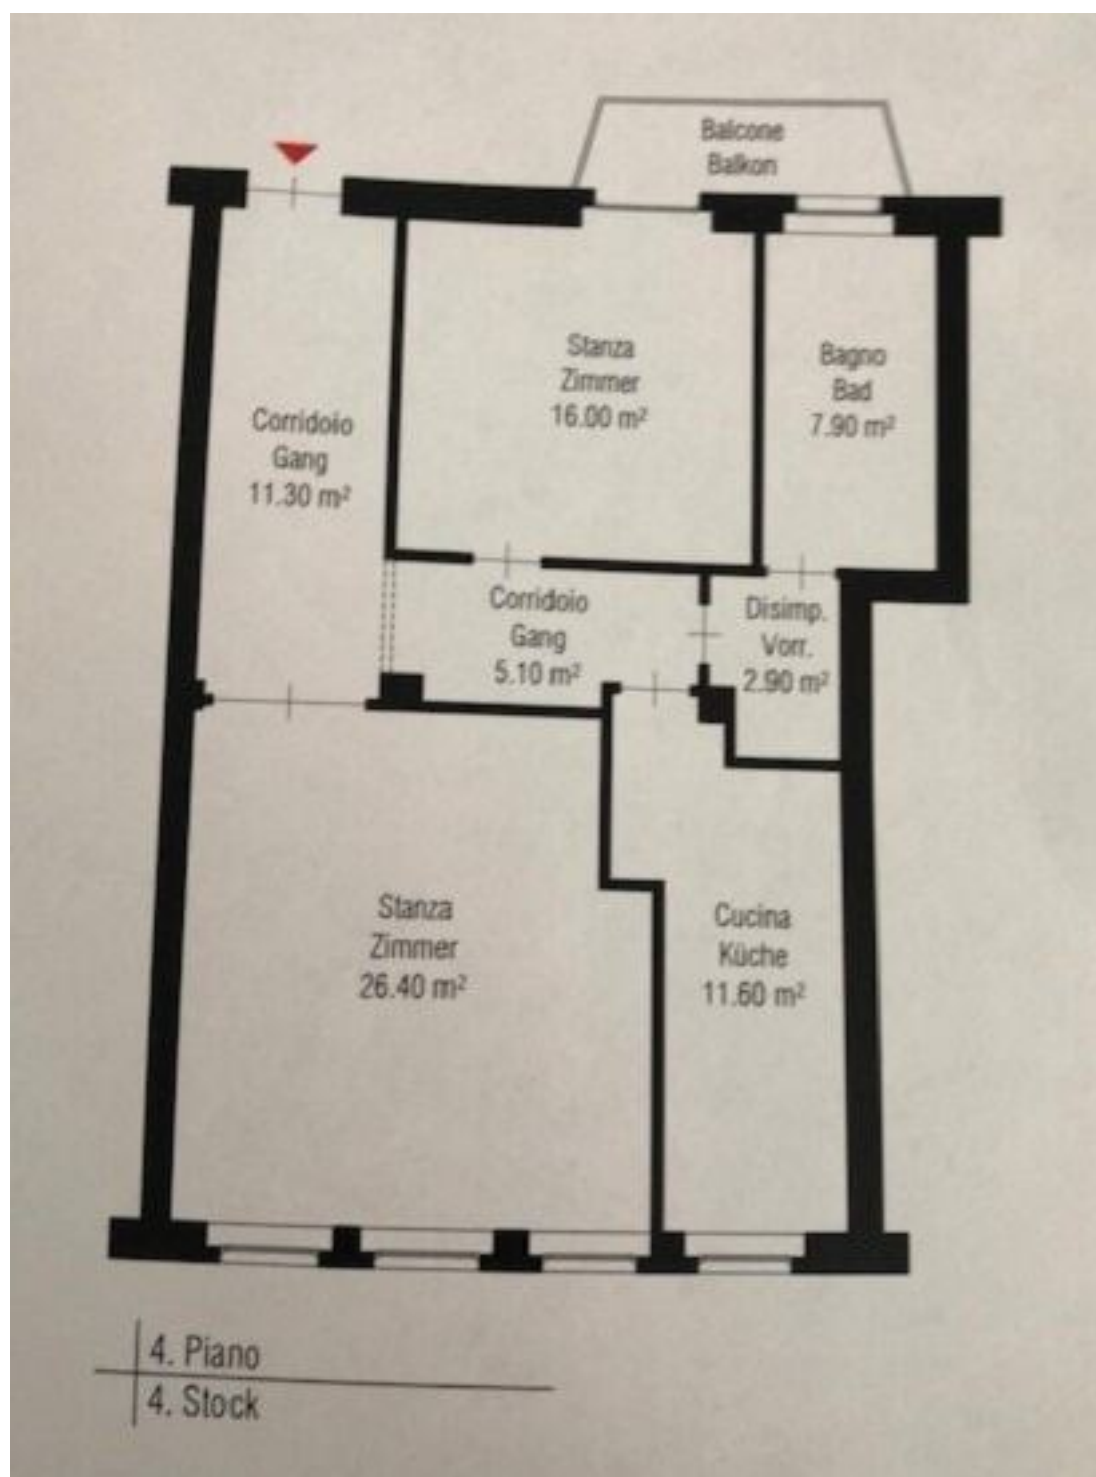 Balcone
Balkon
Stanza
Zimmer
16.00 m²
Bagno
Bad
7.90 m²
Corridoio
Gang
11.30 m²
Corridoio
Gang
5.10 m²
Disimp.
Vorr.
2.90 m²
Stanza
Zimmer
26.40 m²
Cucina
Küche
11.60 m²
4. Piano
4. Stock